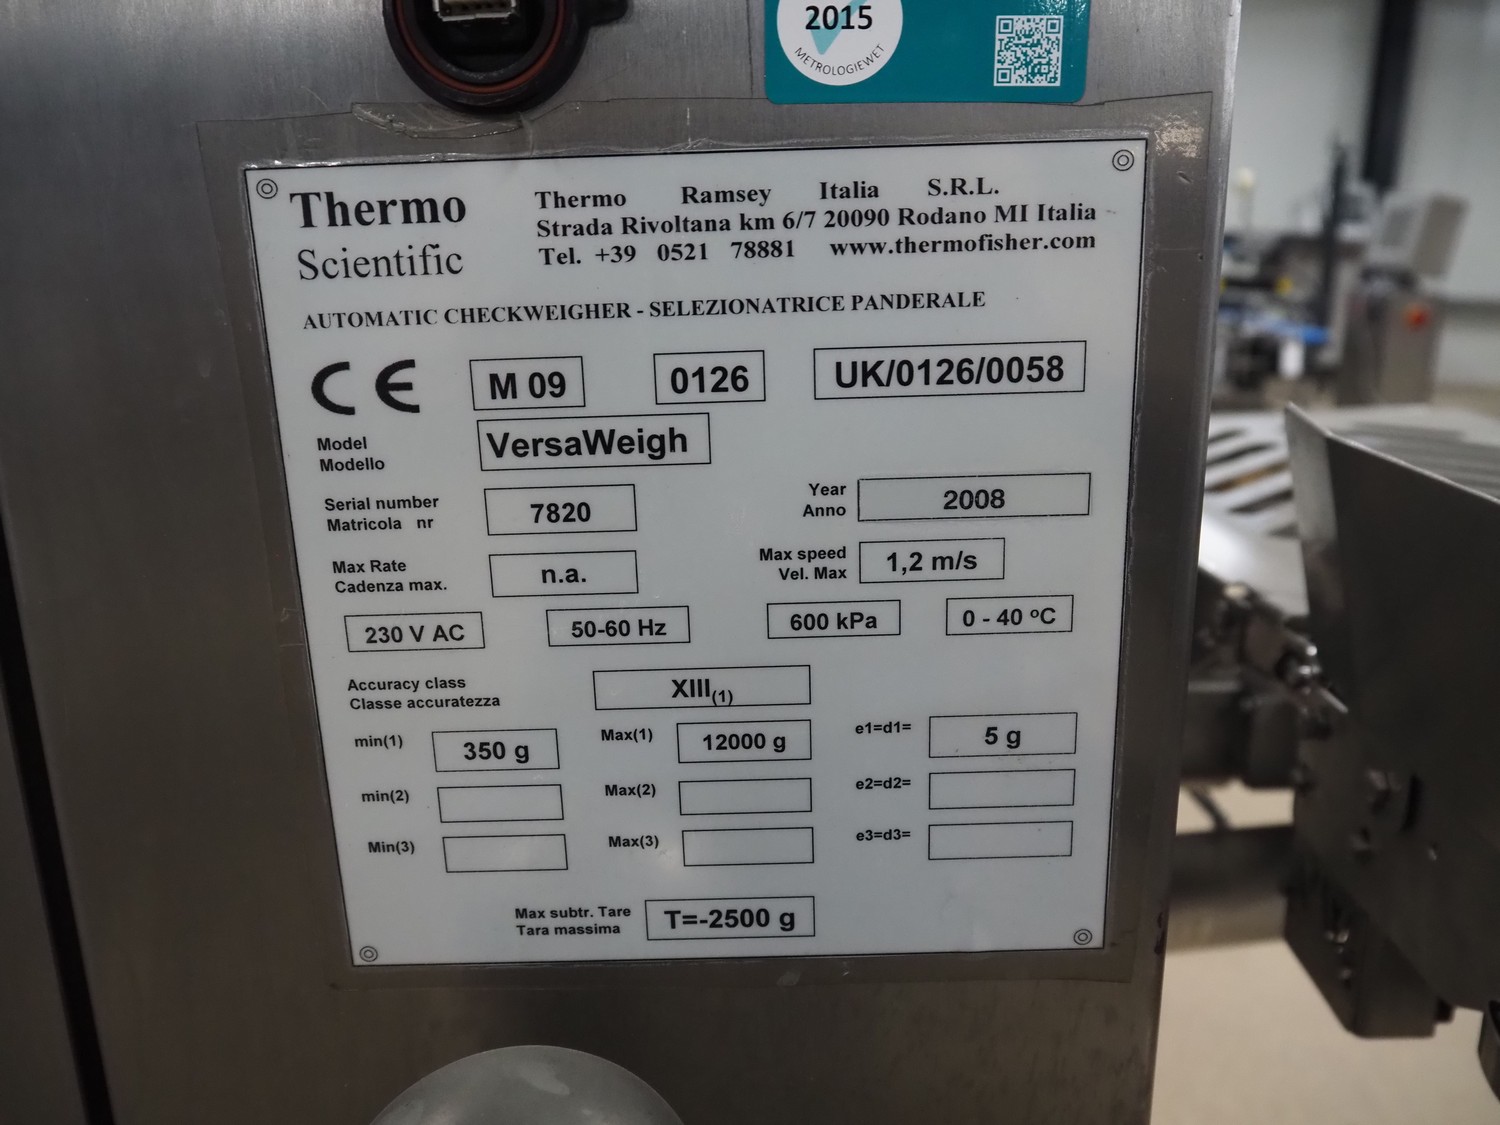 2015
METROLOGIEWET
Thermo
Scientific
Thermo Ramsey Italia S.R.L.
Strada Rivoltana km 6/7 20090 Rodano MI Italia
Tel. +39 0521 78881 www.thermofisher.com
AUTOMATIC CHECKWEIGHER - SELEZIONATRICE PANDERALE
CE M 09 0126 UK/0126/0058
Model
Modello
VersaWeigh
Serial number
Matricola nr
7820
Year
Anno
2008
Max Rate
Cadenza max.
n.a.
Max speed
Vel. Max
1,2 m/s
230 V AC 50-60 Hz 600 kPa 0 - 40 °C
Accuracy class
Classe accuratezza
XIII(1)
min(1) 350 g Max(1) 12000 g e1=d1= 5 g
min(2) Max(2) e2=d2=
Min(3) Max(3) e3=d3=
Max subtr. Tare
Tara massima
T=-2500 g